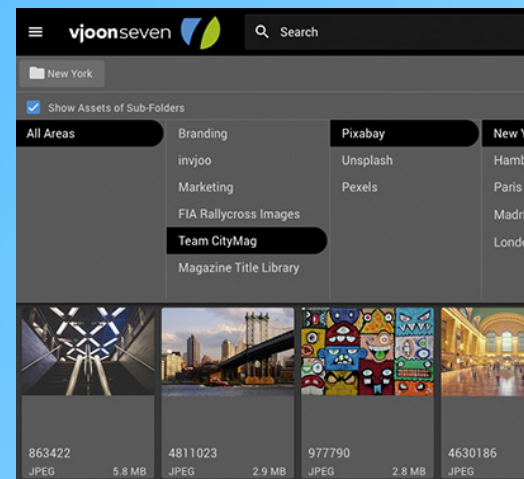 vjoonseven
Search
New York
Show Assets of Sub-Folders
All Areas
Branding
invjoo
Marketing
FIA Rallycross Images
Team CityMag
Magazine Title Library
Pixabay
Unsplash
Pexels
New Y
Hamb
Paris
Madri
Londo
863422
JPEG 5.8 MB
4811023
JPEG 2.9 MB
977790
JPEG 2.8 MB
4630186
JPEG